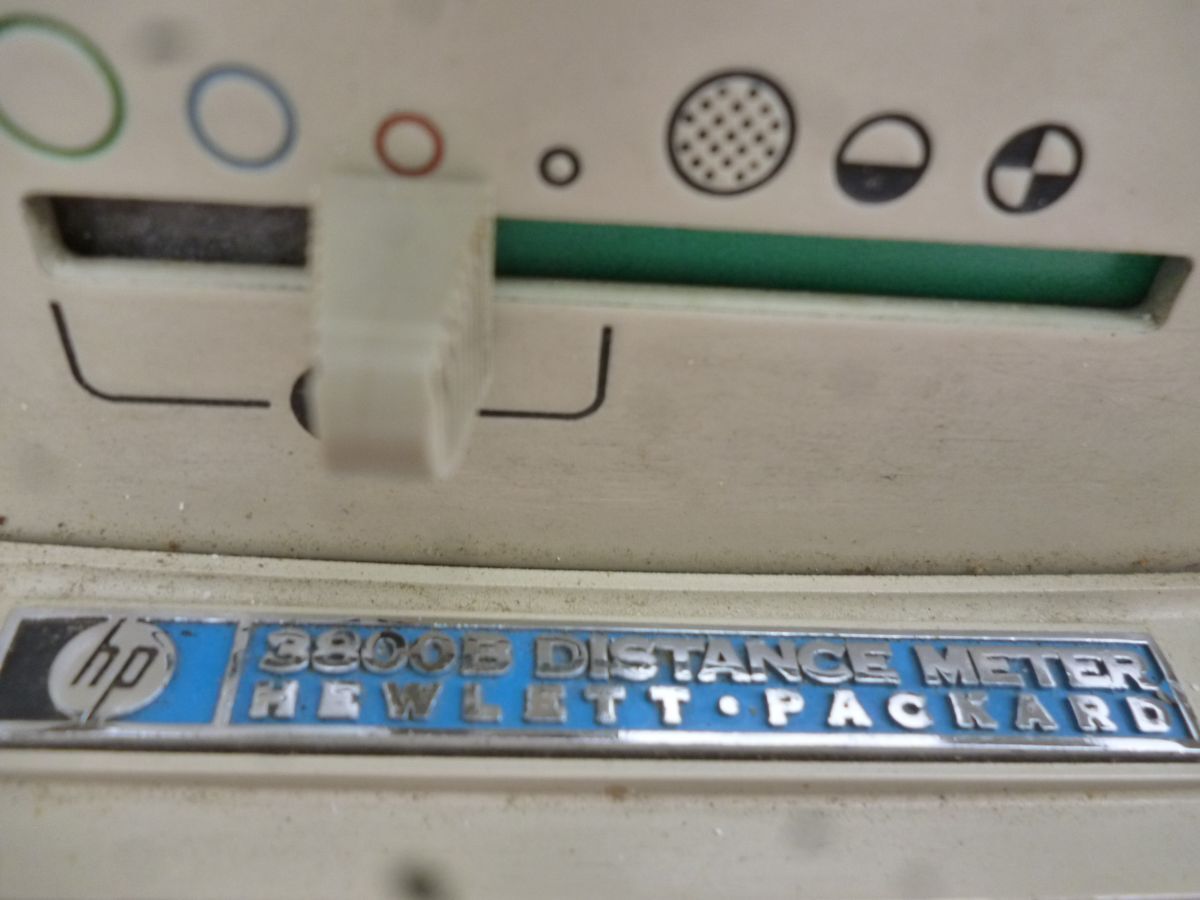 hp
3800B DISTANCE METER
HEWLETT•PACKARD